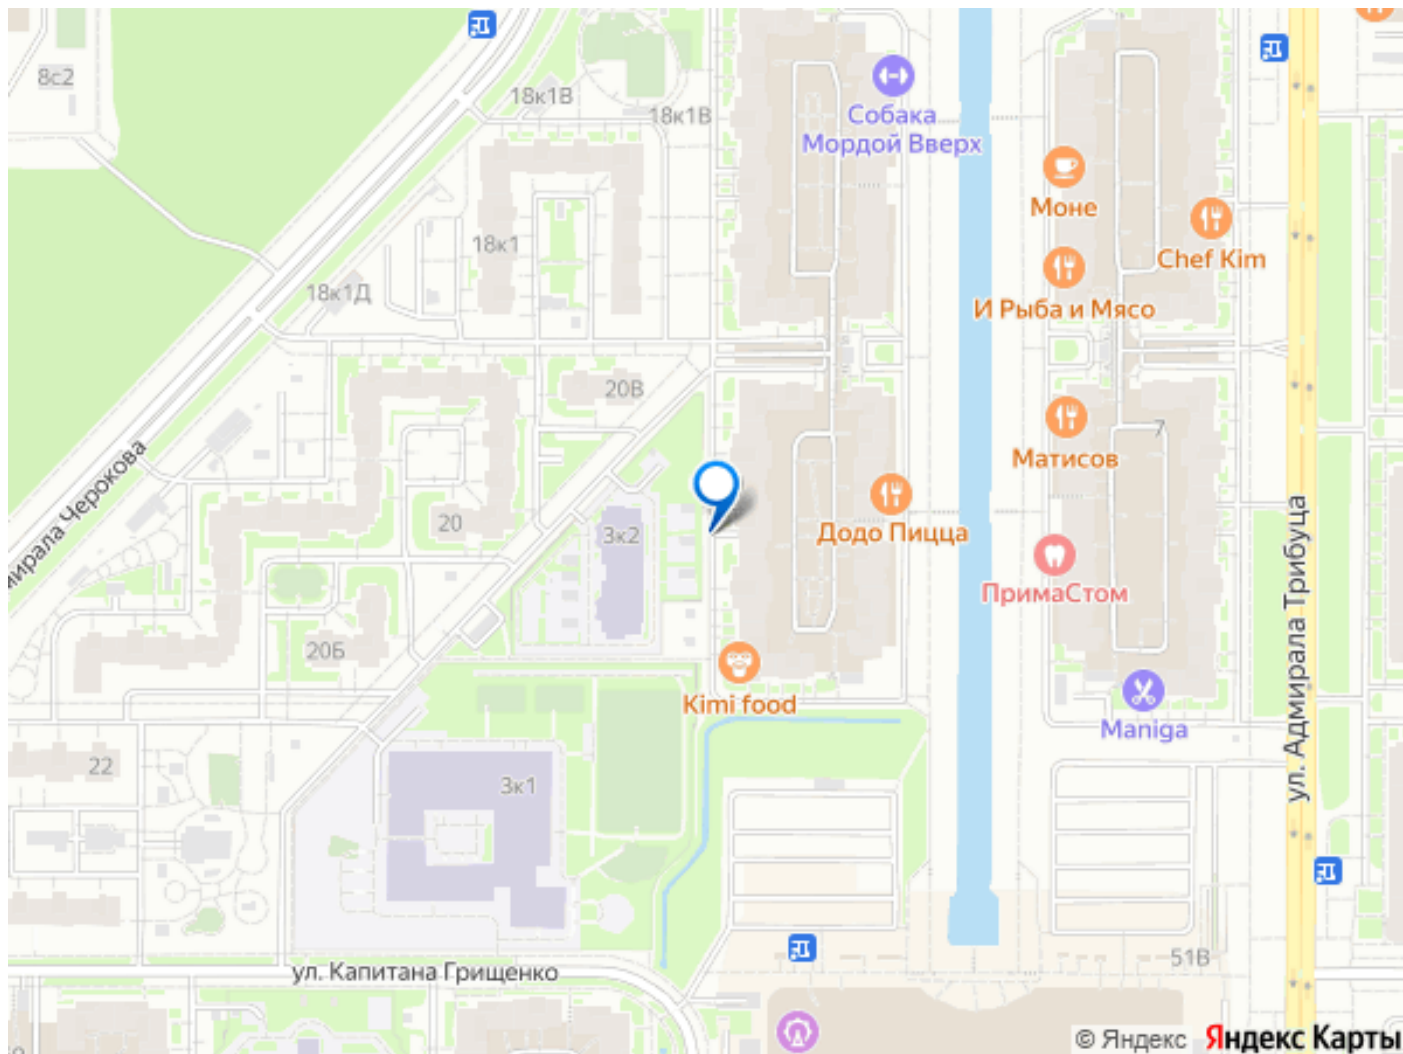 8с2
18к1В
18к1В
Собака
Мордой Вверх
Моне
18к1
Chef Kim
18к1Д
И Рыба и Мясо
20В
7
Матисов
мирала Черокова
20
3к2
Додо Пицца
ПримаСтом
ул. Адмирала Трибуца
20Б
Kimi food
Maniga
22
3к1
51В
ул. Капитана Грищенко
© Яндекс Яндекс Карты